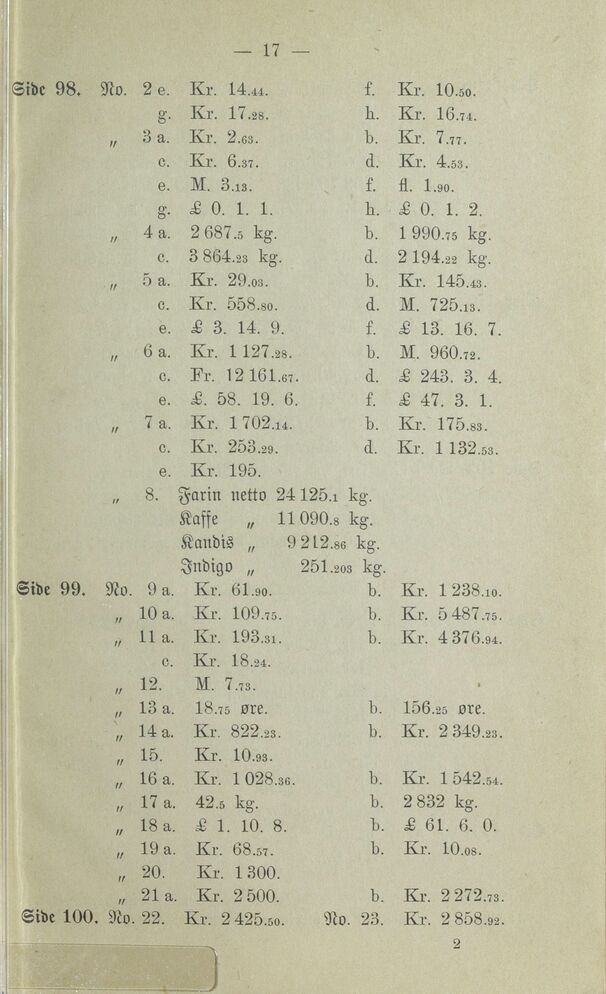 — 17 —
Side 98. No. 2 e. Kr. 14.44. f. Kr. 10.50.
g. Kr. 17.28. h. Kr. 16.74.
„ 3 a. Kr. 2.63. b. Kr. 7.77.
c. Kr. 6.37. d. Kr. 4.53.
e. M. 3.13. f. fl. 1.90.
g. £ 0. 1. 1. h. £ 0. 1. 2.
„ 4 a. 2 687.5 kg. b. 1 990.75 kg.
c. 3 864.23 kg. d. 2 194.22 kg.
„ 5 a. Kr. 29.03. b. Kr. 145.43.
c. Kr. 558.80. d. M. 725.13.
e. £ 3. 14. 9. f. £ 13. 16. 7.
„ 6 a. Kr. 1 127.28. b. M. 960.72.
c. Fr. 12 161.67. d. £ 243. 3. 4.
e. £. 58. 19. 6. f. £ 47. 3. 1.
„ 7 a. Kr. 1 702.14. b. Kr. 175.83.
c. Kr. 253.29. d. Kr. 1 132.53.
e. Kr. 195.
„ 8. Farin netto 24 125.1 kg.
Kaffe „ 11 090.8 kg.
Kandis „ 9 212.86 kg.
Indigo „ 251.203 kg.
Side 99. No. 9 a. Kr. 61.90. b. Kr. 1 238.10.
„ 10 a. Kr. 109.75. b. Kr. 5 487.75.
„ 11 a. Kr. 193.31. b. Kr. 4 376.94.
c. Kr. 18.24.
„ 12. M. 7.73.
„ 13 a. 18.75 øre. b. 156.25 øre.
„ 14 a. Kr. 822.23. b. Kr. 2 349.23.
„ 15. Kr. 10.93.
„ 16 a. Kr. 1 028.36. b. Kr. 1 542.54.
„ 17 a. 42.5 kg. b. 2 832 kg.
„ 18 a. £ 1. 10. 8. b. £ 61. 6. 0.
„ 19 a. Kr. 68.57. b. Kr. 10.08.
„ 20. Kr. 1 300.
„ 21 a. Kr. 2 500. b. Kr. 2 272.73.
Side 100. No. 22. Kr. 2 425.50. No. 23. Kr. 2 858.92.
2